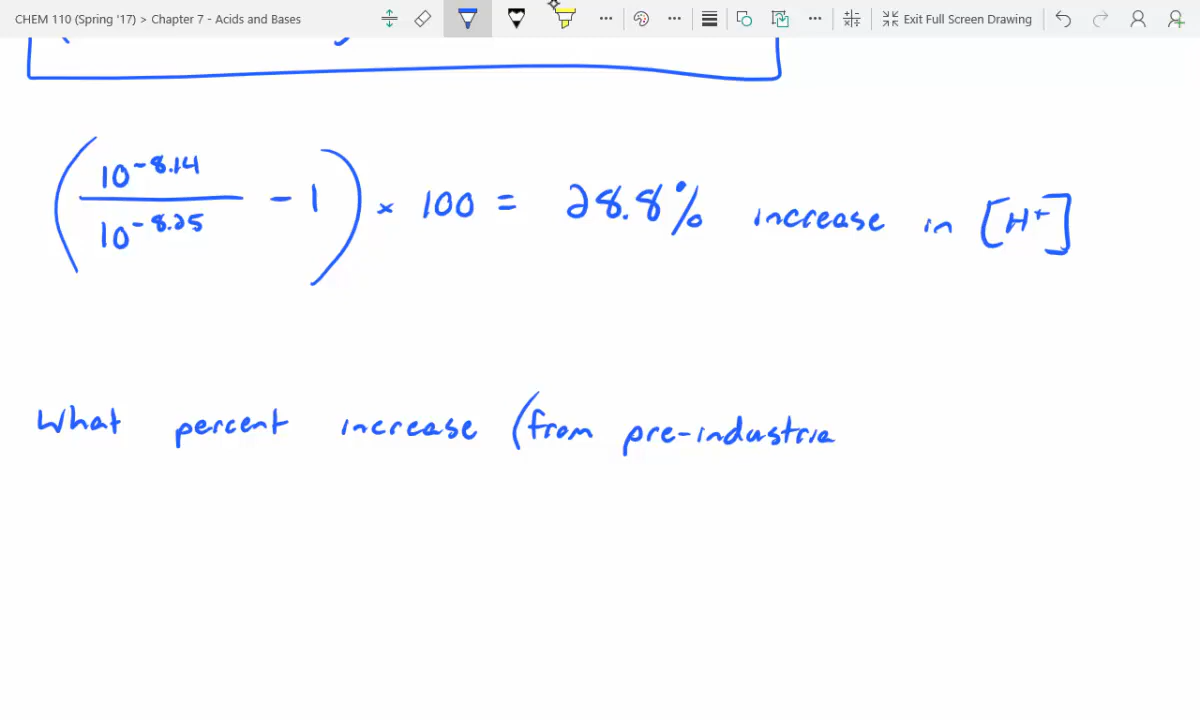 CHEM 110 (Spring '17) > Chapter 7 - Acids and Bases
Exit Full Screen Drawing
(10^-8.14 / 10^-8.25 - 1) × 100 = 28.8% increase in [H+]
What percent increase (from pre-industria